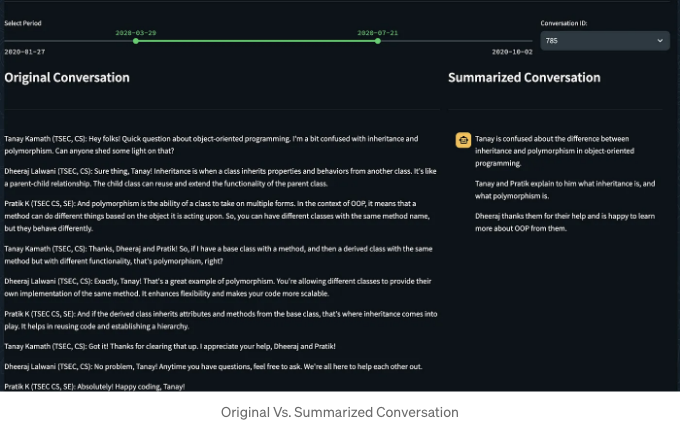 Select Period
Conversation ID:
2020-03-29
2020-07-21
785
2020-01-27
2020-10-02
Original Conversation
Summarized Conversation
Tanay Kamath (TSEC, CS): Hey folks! Quick question about object-oriented programming. I'm a bit confused with inheritance and
polymorphism. Can anyone shed some light on that?
Dheeraj Lalwani (TSEC, CS): Sure thing, Tanay! Inheritance is when a class inherits properties and behaviors from another class. It's like
a parent-child relationship. The child class can reuse and extend the functionality of the parent class.
Pratik K (TSEC CS, SE): And polymorphism is the ability of a class to take on multiple forms. In the context of OOP, it means that a
method can do different things based on the object it is acting upon. So, you can have different classes with the same method name,
but they behave differently.
Tanay Kamath (TSEC, CS): Thanks, Dheeraj and Pratik! So, if I have a base class with a method, and then a derived class with the same
method but with different functionality, that's polymorphism, right?
Dheeraj Lalwani (TSEC, CS): Exactly, Tanay! That's a great example of polymorphism. You're allowing different classes to provide their
own implementation of the same method. It enhances flexibility and makes your code more scalable.
Pratik K (TSEC CS, SE): And if the derived class inherits attributes and methods from the base class, that's where inheritance comes into
play. It helps in reusing code and establishing a hierarchy.
Tanay Kamath (TSEC, CS): Got it! Thanks for clearing that up. I appreciate your help, Dheeraj and Pratik!
Dheeraj Lalwani (TSEC, CS): No problem, Tanay! Anytime you have questions, feel free to ask. We're all here to help each other out.
Pratik K (TSEC CS, SE): Absolutely! Happy coding, Tanay!
Tanay is confused about the difference between
inheritance and polymorphism in object-oriented
programming.
Tanay and Pratik explain to him what inheritance is, and
what polymorphism is.
Dheeraj thanks them for their help and is happy to learn
more about OOP from them.
Original Vs. Summarized Conversation